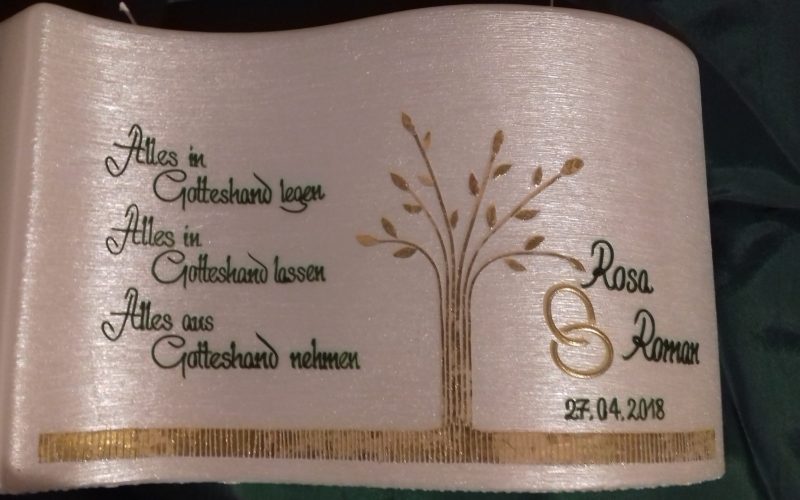 Alles in
Gotteshand legen
Alles in
Gotteshand lassen
Alles aus
Gotteshand nehmen
Rosa
Roman
27.04.2018